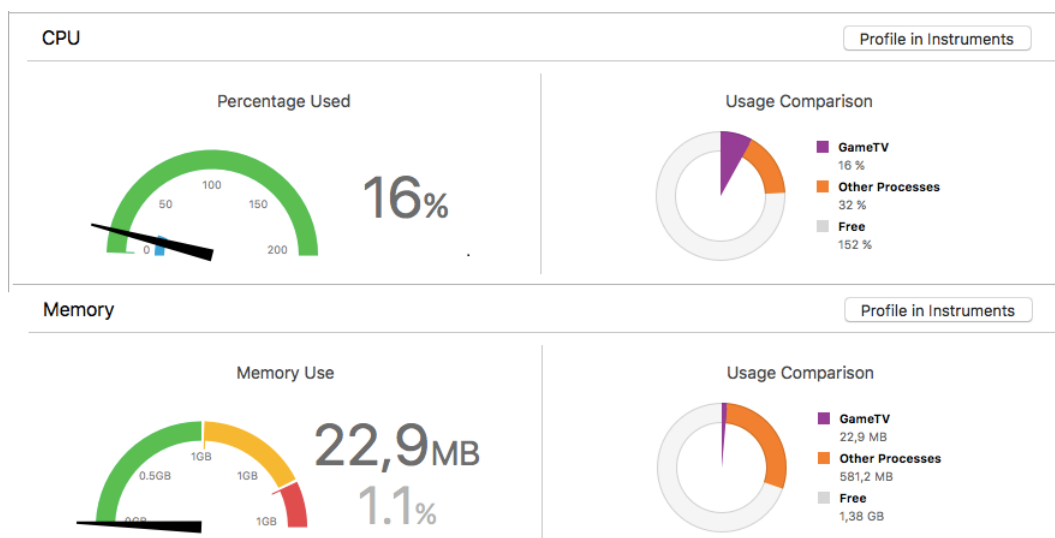 CPU
Profile in Instruments
Percentage Used
Usage Comparison
0
50
100
150
200
16%
GameTV
16 %
Other Processes
32 %
Free
152 %
Memory
Profile in Instruments
Memory Use
Usage Comparison
0GB
0.5GB
1GB
1GB
1GB
22,9MB
1.1%
GameTV
22,9 MB
Other Processes
581,2 MB
Free
1,38 GB